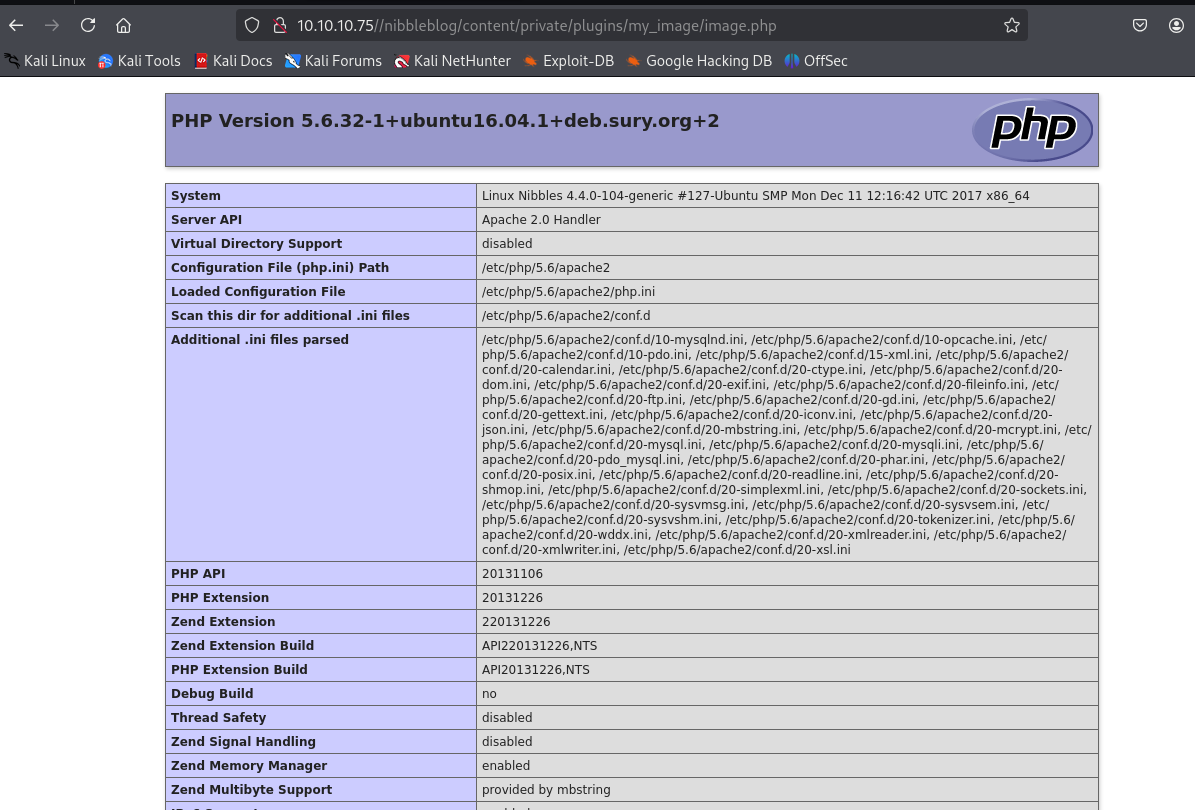 10.10.10.75//nibbleblog/content/private/plugins/my_image/image.php
Kali Linux Kali Tools Kali Docs Kali Forums Kali NetHunter Exploit-DB Google Hacking DB OffSec
PHP Version 5.6.32-1+ubuntu16.04.1+deb.sury.org+2
php
System Linux Nibbles 4.4.0-104-generic #127-Ubuntu SMP Mon Dec 11 12:16:42 UTC 2017 x86_64
Server API Apache 2.0 Handler
Virtual Directory Support disabled
Configuration File (php.ini) Path /etc/php/5.6/apache2
Loaded Configuration File /etc/php/5.6/apache2/php.ini
Scan this dir for additional .ini files /etc/php/5.6/apache2/conf.d
Additional .ini files parsed /etc/php/5.6/apache2/conf.d/10-mysqlnd.ini, /etc/php/5.6/apache2/conf.d/10-opcache.ini, /etc/
php/5.6/apache2/conf.d/10-pdo.ini, /etc/php/5.6/apache2/conf.d/15-xml.ini, /etc/php/5.6/apache2/
conf.d/20-calendar.ini, /etc/php/5.6/apache2/conf.d/20-ctype.ini, /etc/php/5.6/apache2/conf.d/20-
dom.ini, /etc/php/5.6/apache2/conf.d/20-exif.ini, /etc/php/5.6/apache2/conf.d/20-fileinfo.ini, /etc/
php/5.6/apache2/conf.d/20-ftp.ini, /etc/php/5.6/apache2/conf.d/20-gd.ini, /etc/php/5.6/apache2/
conf.d/20-gettext.ini, /etc/php/5.6/apache2/conf.d/20-iconv.ini, /etc/php/5.6/apache2/conf.d/20-
json.ini, /etc/php/5.6/apache2/conf.d/20-mbstring.ini, /etc/php/5.6/apache2/conf.d/20-mcrypt.ini, /etc/
php/5.6/apache2/conf.d/20-mysql.ini, /etc/php/5.6/apache2/conf.d/20-mysqli.ini, /etc/php/5.6/
apache2/conf.d/20-pdo_mysql.ini, /etc/php/5.6/apache2/conf.d/20-phar.ini, /etc/php/5.6/apache2/
conf.d/20-posix.ini, /etc/php/5.6/apache2/conf.d/20-readline.ini, /etc/php/5.6/apache2/conf.d/20-
shmop.ini, /etc/php/5.6/apache2/conf.d/20-simplexml.ini, /etc/php/5.6/apache2/conf.d/20-sockets.ini,
/etc/php/5.6/apache2/conf.d/20-sysvmsg.ini, /etc/php/5.6/apache2/conf.d/20-sysvsem.ini, /etc/
php/5.6/apache2/conf.d/20-sysvshm.ini, /etc/php/5.6/apache2/conf.d/20-tokenizer.ini, /etc/php/5.6/
apache2/conf.d/20-wddx.ini, /etc/php/5.6/apache2/conf.d/20-xmlreader.ini, /etc/php/5.6/apache2/
conf.d/20-xmlwriter.ini, /etc/php/5.6/apache2/conf.d/20-xsl.ini
PHP API 20131106
PHP Extension 20131226
Zend Extension 220131226
Zend Extension Build API220131226,NTS
PHP Extension Build API20131226,NTS
Debug Build no
Thread Safety disabled
Zend Signal Handling disabled
Zend Memory Manager enabled
Zend Multibyte Support provided by mbstring